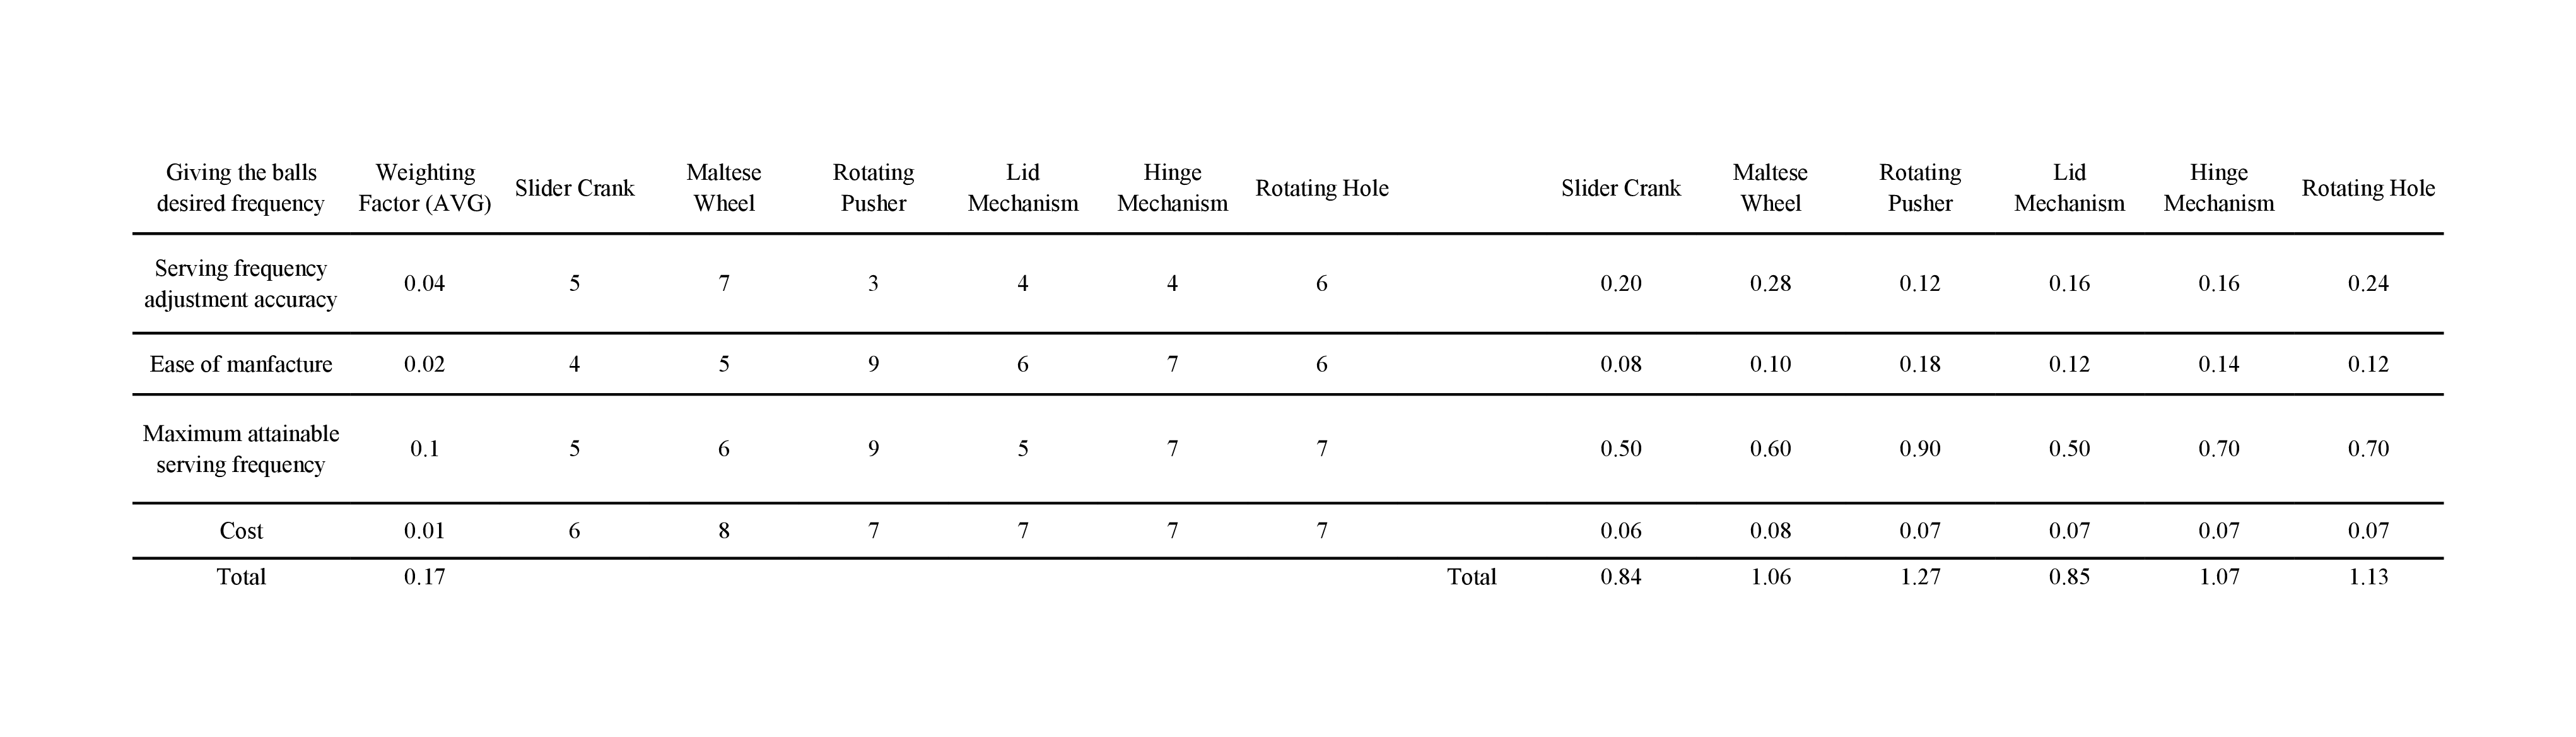 Giving the balls desired frequency Weighting Factor (AVG) Slider Crank Maltese Wheel Rotating Pusher Lid Mechanism Hinge Mechanism Rotating Hole Slider Crank Maltese Wheel Rotating Pusher Lid Mechanism Hinge Mechanism Rotating Hole
Serving frequency adjustment accuracy 0.04 5 7 3 4 4 6 0.20 0.28 0.12 0.16 0.16 0.24
Ease of manfacture 0.02 4 5 9 6 7 6 0.08 0.10 0.18 0.12 0.14 0.12
Maximum attainable serving frequency 0.1 5 6 9 5 7 7 0.50 0.60 0.90 0.50 0.70 0.70
Cost 0.01 6 8 7 7 7 7 0.06 0.08 0.07 0.07 0.07 0.07
Total 0.17 Total 0.84 1.06 1.27 0.85 1.07 1.13